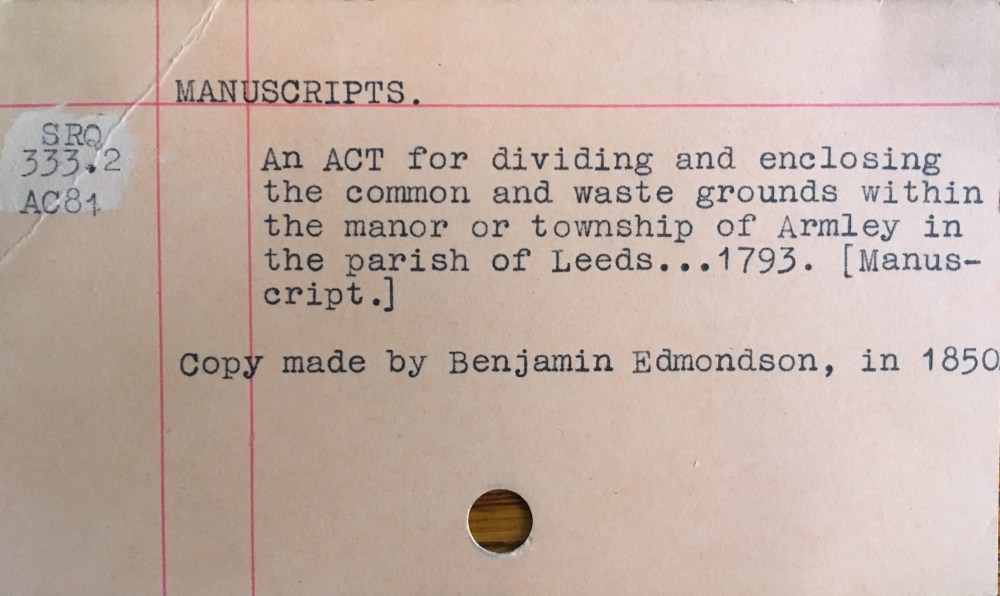 MANUSCRIPTS.
SRQ
333.2
AC81
An ACT for dividing and enclosing
the common and waste grounds within
the manor or township of Armley in
the parish of Leeds...1793. [Manus-
cript.]
Copy made by Benjamin Edmondson, in 1850